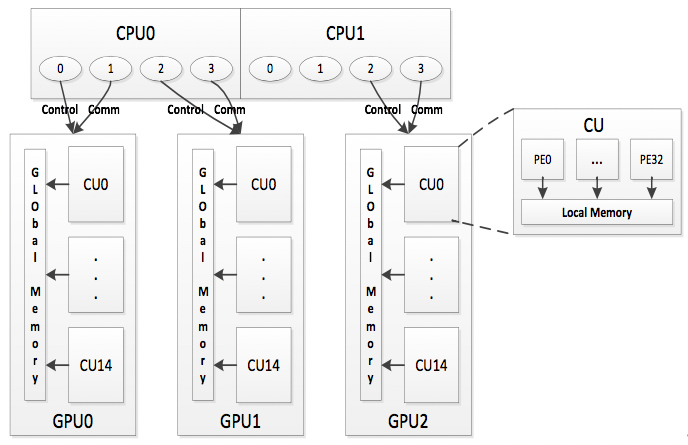 CPU0 CPU1
0 1 2 3 0 1 2 3
Control Comm Control Comm Control Comm
CU
PE0 ... PE32
Local Memory
GLObal Memory
CU0
.
.
.
CU14
GPU0
GLObal Memory
CU0
.
.
.
CU14
GPU1
GLObal Memory
CU0
.
.
.
CU14
GPU2